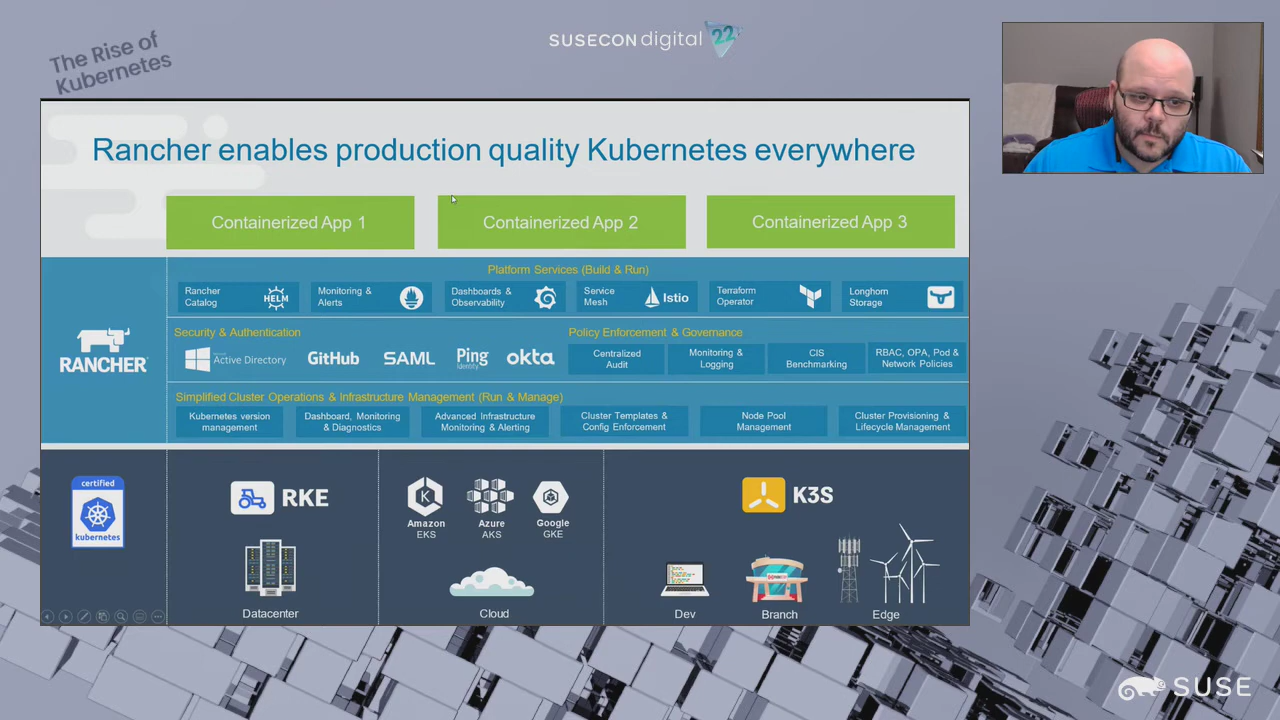 The Rise of
Kubernetes
SUSECON digital 22
Rancher enables production quality Kubernetes everywhere
Containerized App 1
Containerized App 2
Containerized App 3
Platform Services (Build & Run)
Rancher
Catalog
HELM
Monitoring &
Alerts
Dashboards &
Observability
Service
Mesh
Istio
Terraform
Operator
Longhorn
Storage
RANCHER
Security & Authentication
Active Directory
GitHub
SAML
Ping
Identity
okta
Policy Enforcement & Governance
Centralized
Audit
Monitoring &
Logging
CIS
Benchmarking
RBAC, OPA, Pod &
Network Policies
Simplified Cluster Operations & Infrastructure Management (Run & Manage)
Kubernetes version
management
Dashboard, Monitoring
& Diagnostics
Advanced Infrastructure
Monitoring & Alerting
Cluster Templates &
Config Enforcement
Node Pool
Management
Cluster Provisioning &
Lifecycle Management
certified
kubernetes
RKE
Datacenter
Amazon
EKS
Azure
AKS
Google
GKE
Cloud
K3S
Dev
Branch
Edge
SUSE